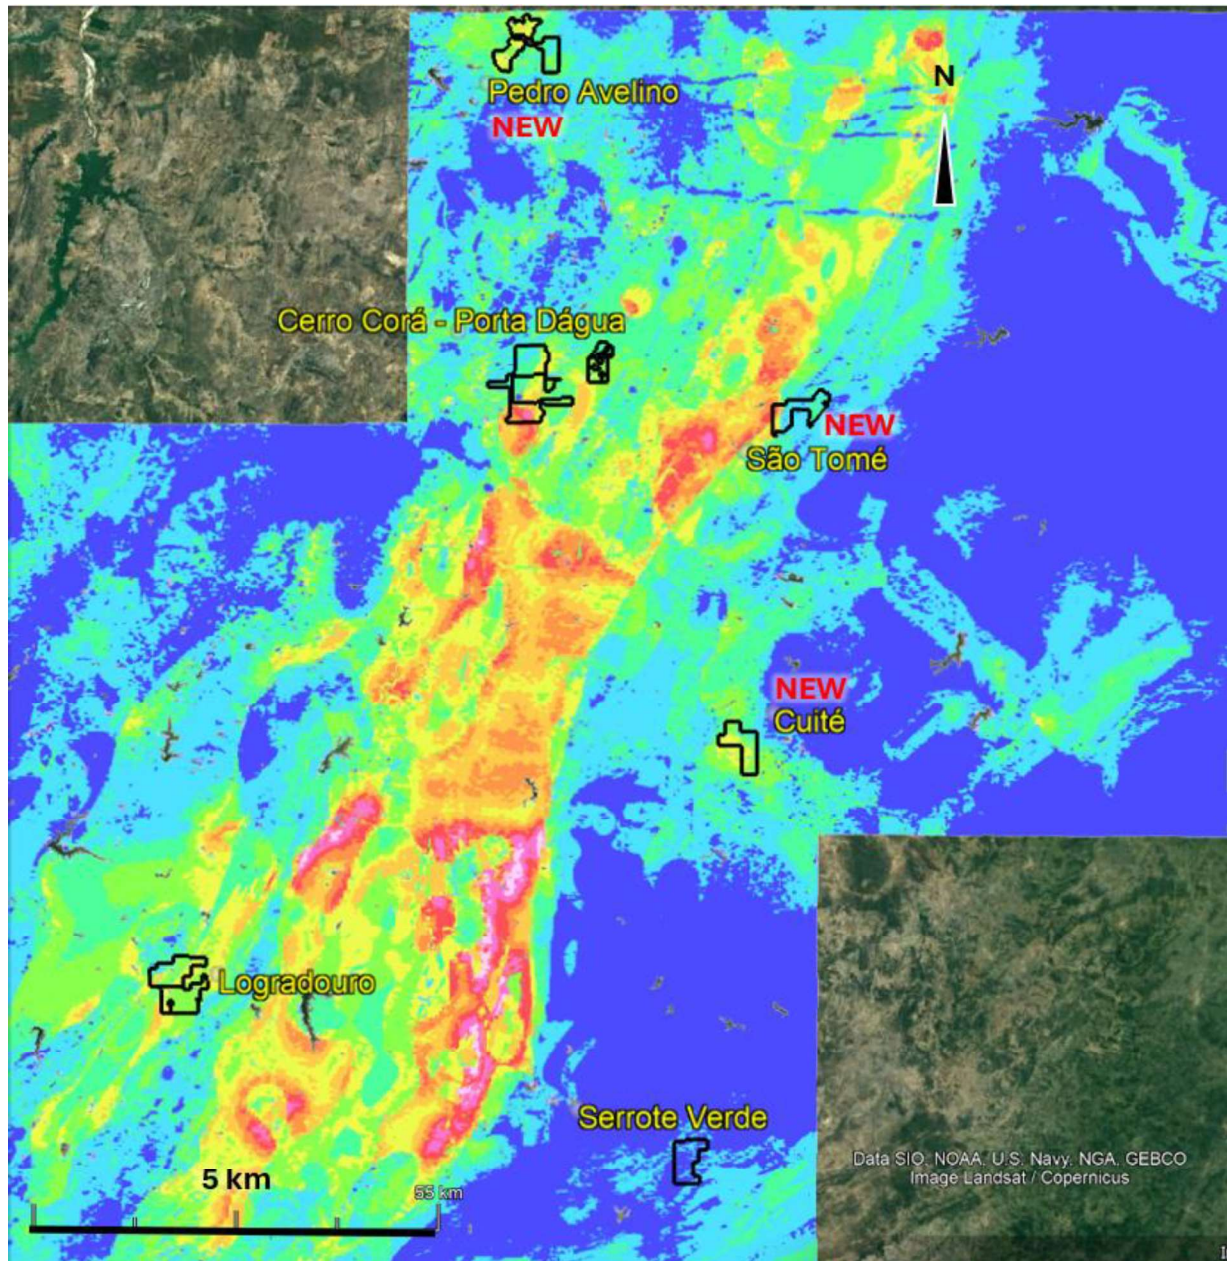 N
Pedro Avelino
NEW
Cerro Corá - Porta Dágua
NEW
São Tomé
NEW
Cuité
Logradouro
Serrote Verde
Data SIO, NOAA, U.S. Navy, NGA, GEBCO
Image Landsat / Copernicus
5 km
55 km